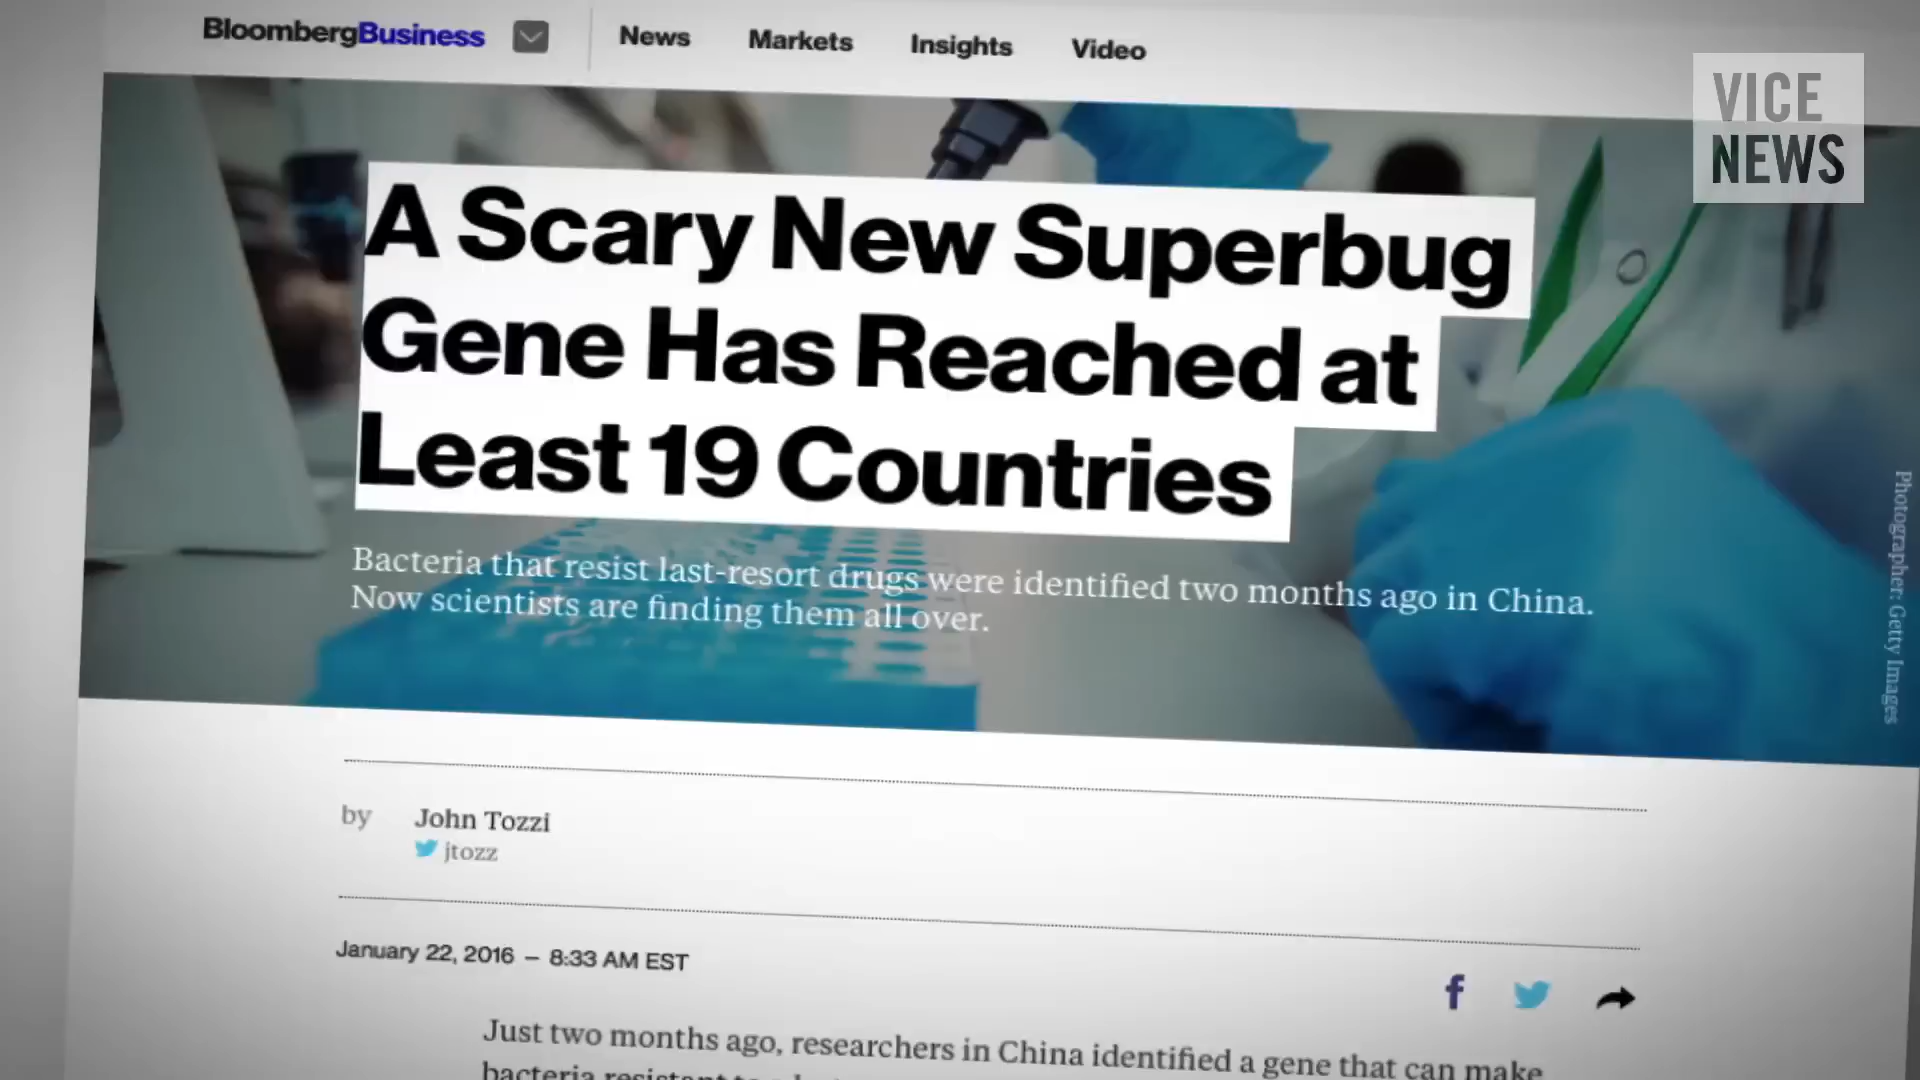 BloombergBusiness
News
Markets
Insights
Video
VICE
NEWS
A Scary New Superbug
Gene Has Reached at
Least 19 Countries
Bacteria that resist last-resort drugs were identified two months ago in China.
Now scientists are finding them all over.
Photographer: Getty Images
by
John Tozzi
jtozz
January 22, 2016 — 8:33 AM EST
f
Just two months ago, researchers in China identified a gene that can make
bacteria resistant